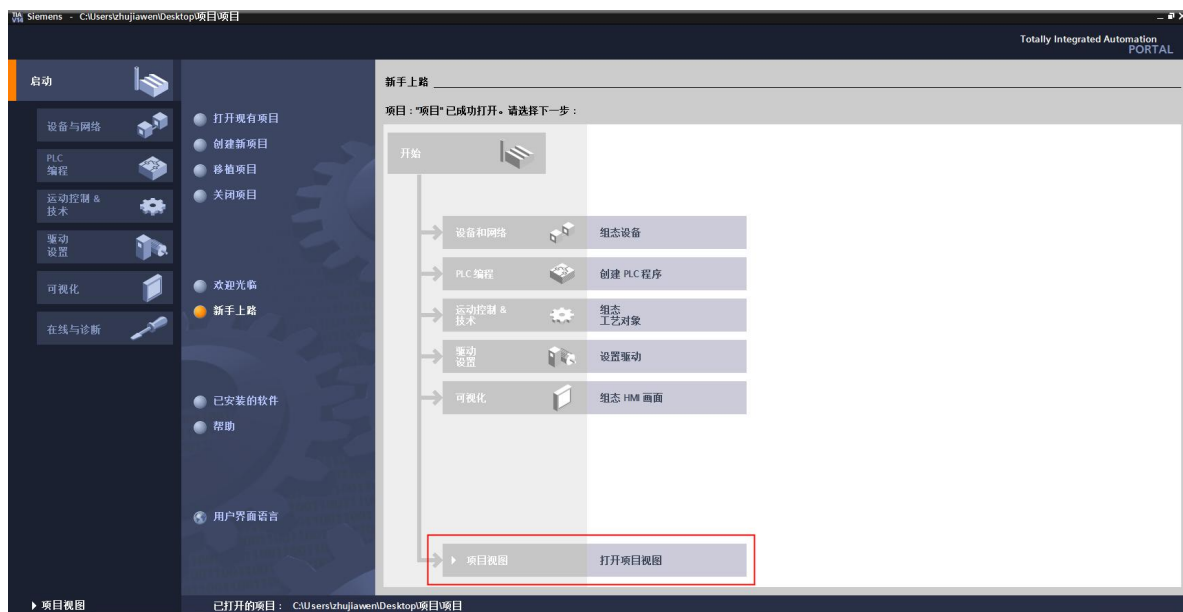 Siemens - C:\Users\zhujiawen\Desktop\项目\项目
Totally Integrated Automation
PORTAL
启动
设备与网络
PLC
编程
运动控制 &
技术
驱动
设置
可视化
在线与诊断
打开现有项目
创建新项目
移植项目
关闭项目
欢迎光临
新手上路
已安装的软件
帮助
用户界面语言
新手上路
项目："项目" 已成功打开。请选择下一步：
开始
设备和网络
组态设备
PLC 编程
创建 PLC 程序
运动控制 &
技术
组态
工艺对象
驱动
设置
设置驱动
可视化
组态 HMI 画面
项目视图
打开项目视图
项目视图
已打开的项目： C:\Users\zhujiawen\Desktop\项目\项目